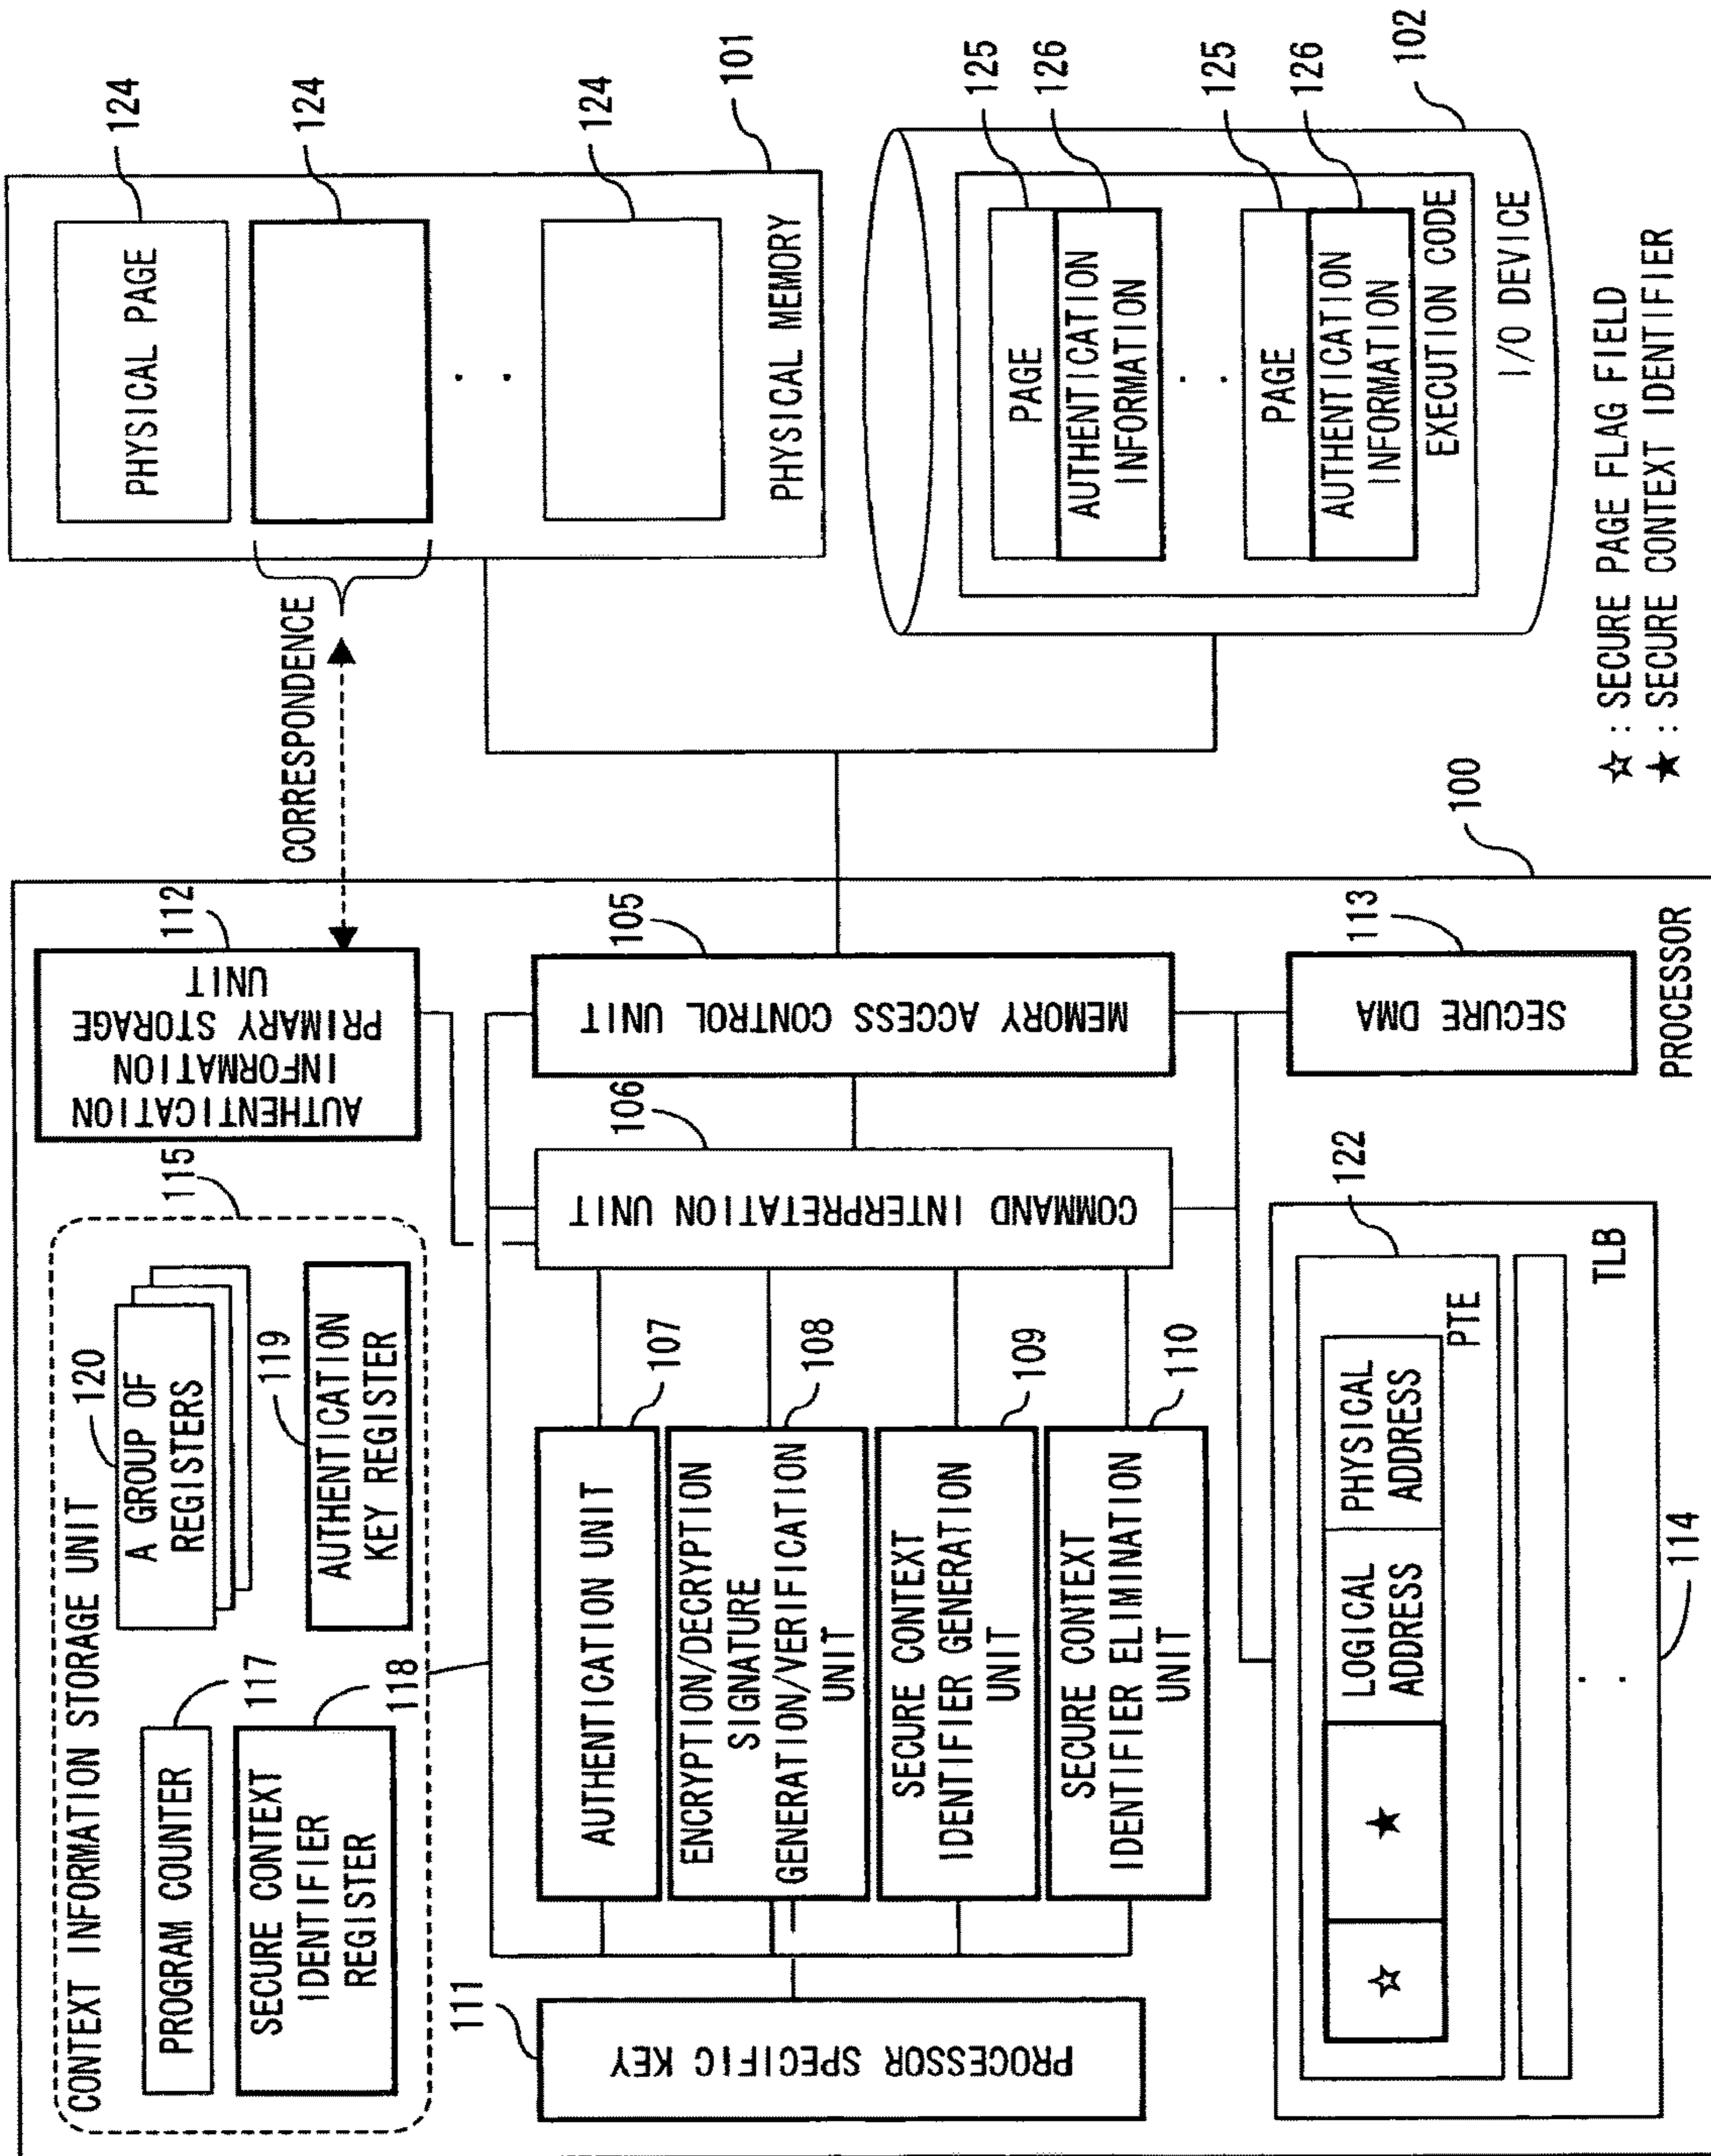 CONTEXT INFORMATION STORAGE UNIT
115
PROGRAM COUNTER
117
SECURE CONTEXT
IDENTIFIER
REGISTER
118
120
A GROUP OF
REGISTERS
119
AUTHENTICATION
KEY REGISTER
112
AUTHENTICATION
INFORMATION
PRIMARY STORAGE
UNIT
CORRESPONDENCE
PHYSICAL PAGE
124
124
. .
124
PHYSICAL MEMORY
101
111
PROCESSOR SPECIFIC KEY
AUTHENTICATION UNIT
107
ENCRYPTION/DECRYPTION
SIGNATURE
GENERATION/VERIFICATION
UNIT
108
SECURE CONTEXT
IDENTIFIER GENERATION
UNIT
109
SECURE CONTEXT
IDENTIFIER ELIMINATION
UNIT
110
106
COMMAND INTERPRETATION UNIT
105
MEMORY ACCESS CONTROL UNIT
113
SECURE DMA
PROCESSOR
100
☆
★
LOGICAL
ADDRESS
PHYSICAL
ADDRESS
PTE
122
. .
TLB
114
PAGE
125
AUTHENTICATION
INFORMATION
126
. .
PAGE
125
AUTHENTICATION
INFORMATION
126
EXECUTION CODE
I/O DEVICE
102
☆ : SECURE PAGE FLAG FIELD
★ : SECURE CONTEXT IDENTIFIER